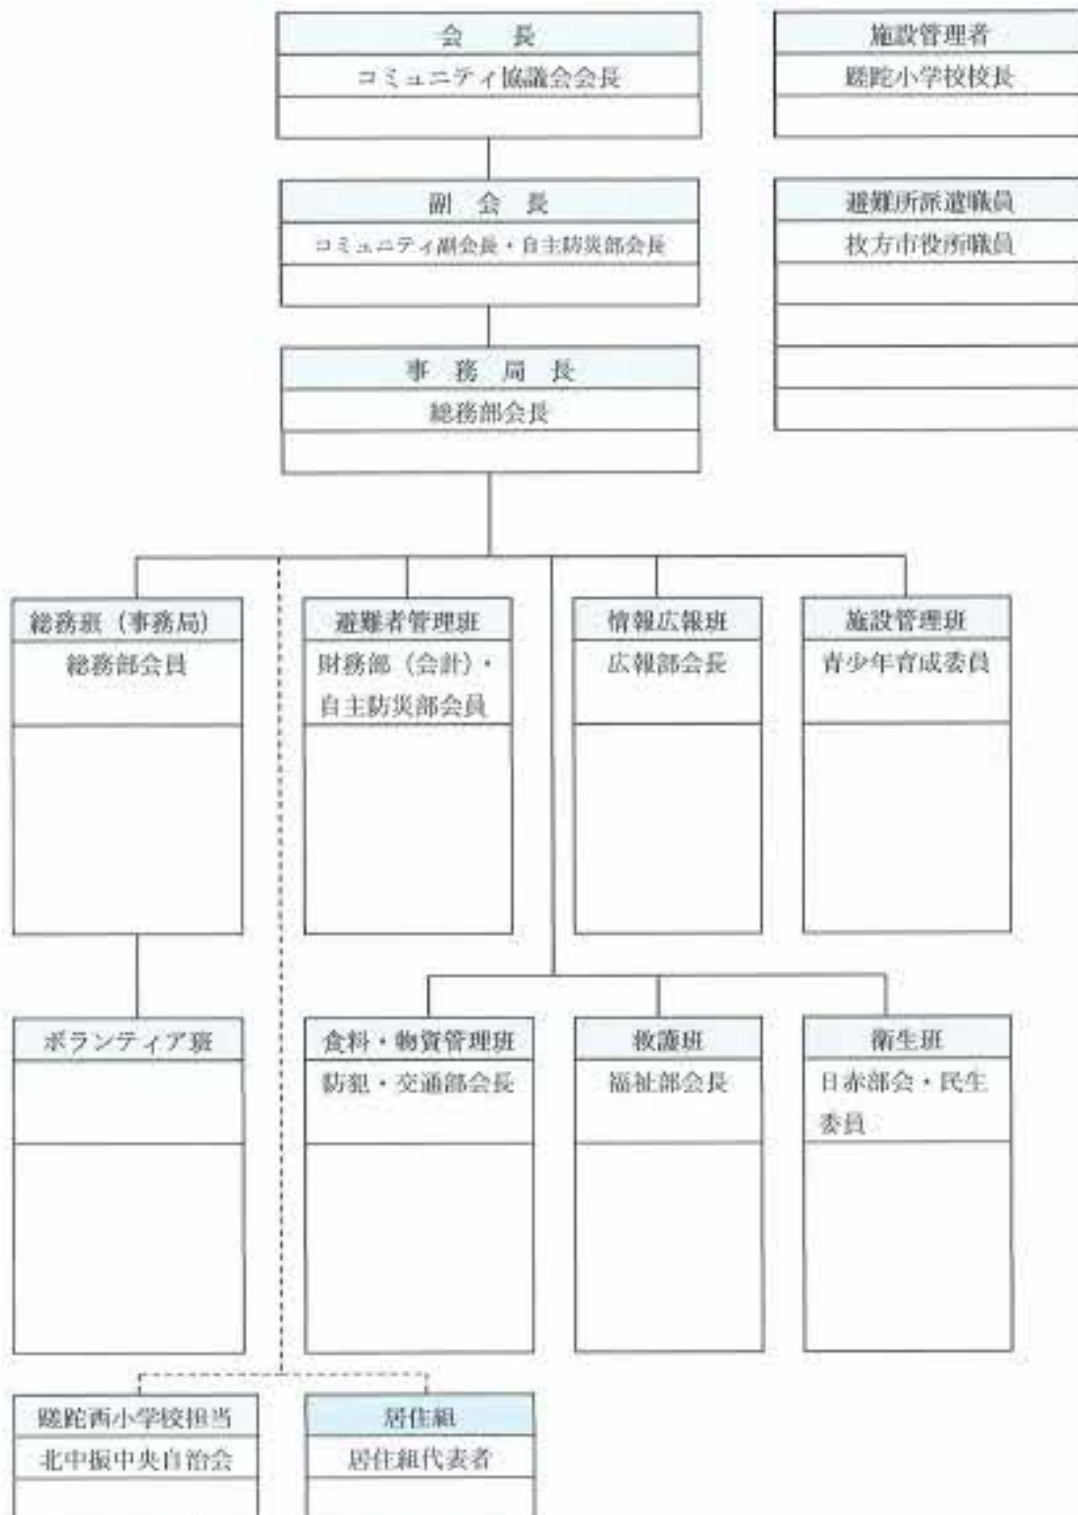 会　長
コミュニティ協議会会長
施設管理者
蹉跎小学校校長
副　会　長
コミュニティ副会長・自主防災部会長
避難所派遣職員
枚方市役所職員
事　務　局　長
総務部会長
総務班（事務局）
総務部会員
避難者管理班
財務部（会計）・
自主防災部会員
情報広報班
広報部会長
施設管理班
青少年育成委員
ボランティア班
食料・物資管理班
防犯・交通部会長
救護班
福祉部会長
衛生班
日赤部会・民生
委員
蹉跎西小学校担当
北中振中央自治会
居住組
居住組代表者